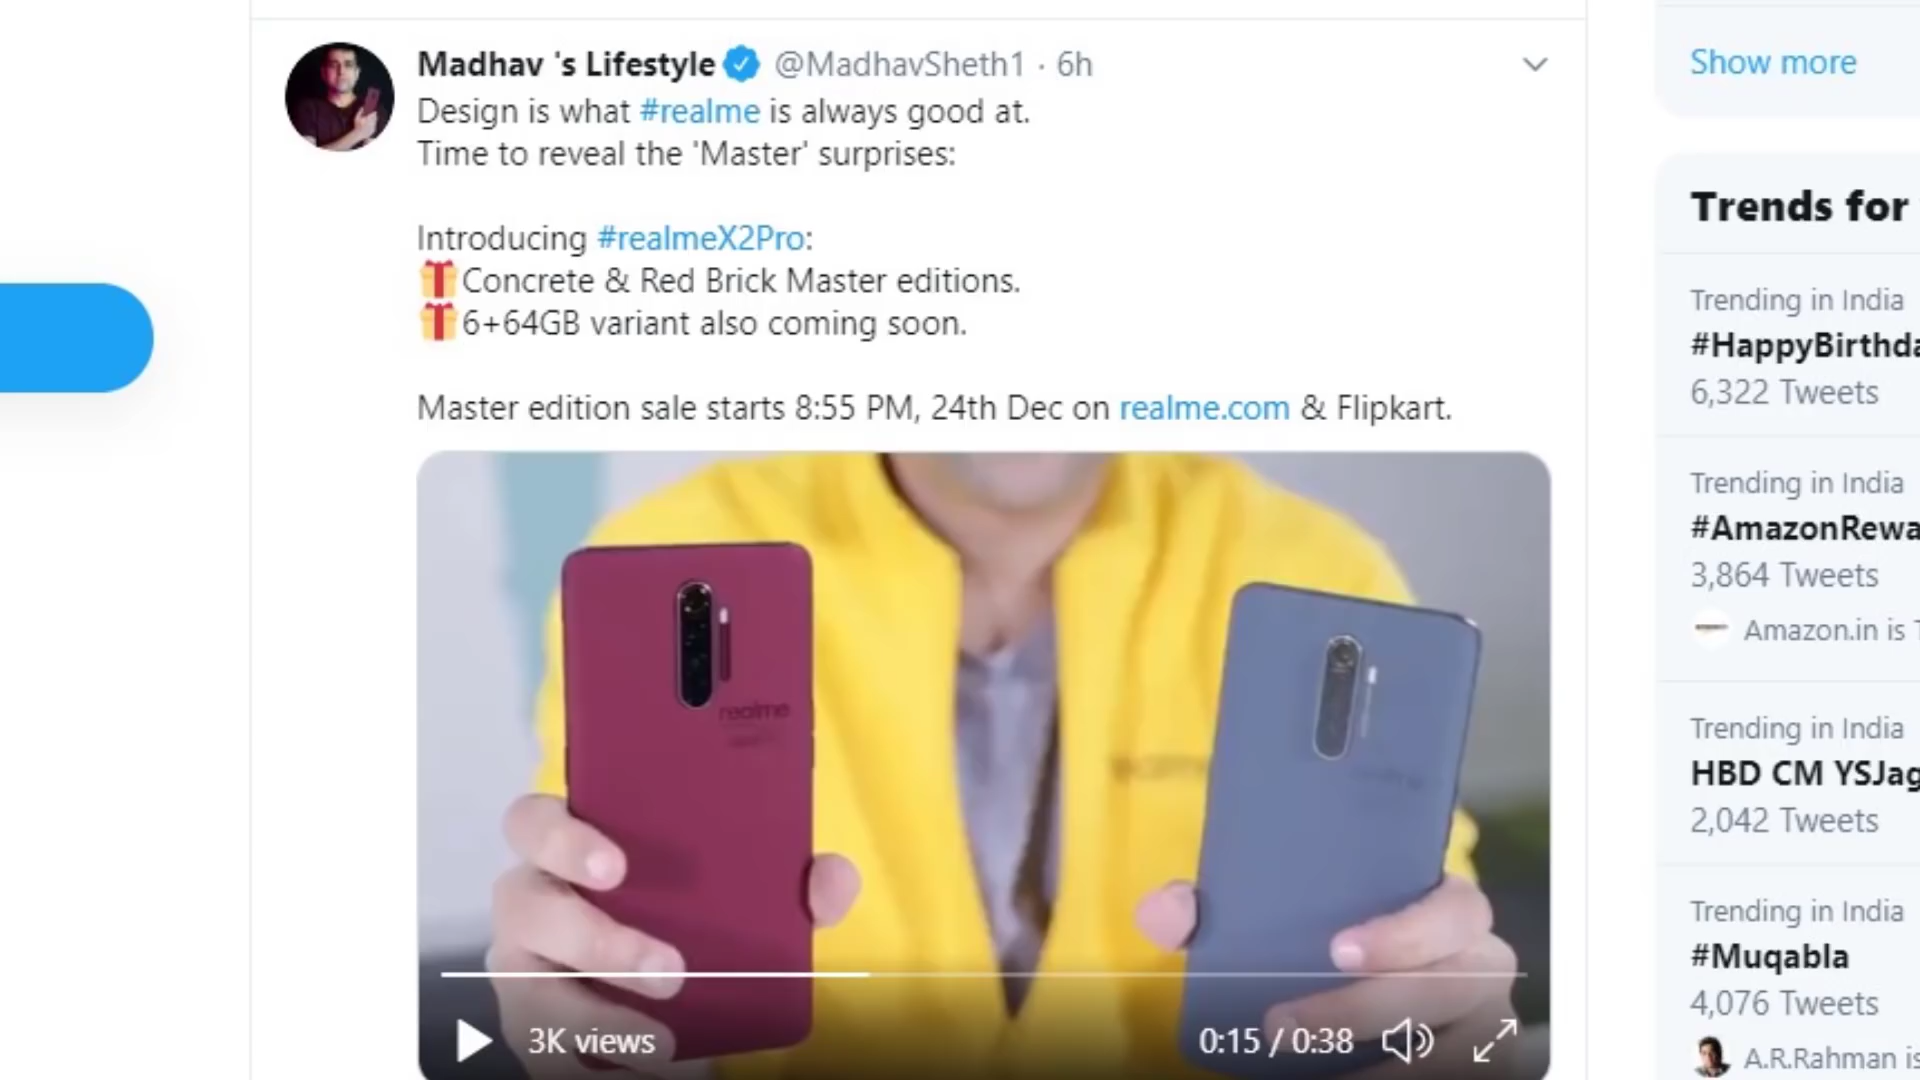 Madhav 's Lifestyle @MadhavSheth1 · 6h
Design is what #realme is always good at.
Time to reveal the 'Master' surprises:
Introducing #realmeX2Pro:
Concrete & Red Brick Master editions.
6+64GB variant also coming soon.
Master edition sale starts 8:55 PM, 24th Dec on realme.com & Flipkart.
realme
3K views
0:15 / 0:38
Show more
Trends for
Trending in India
#HappyBirthda
6,322 Tweets
Trending in India
#AmazonRewa
3,864 Tweets
Amazon.in is
Trending in India
HBD CM YSJag
2,042 Tweets
Trending in India
#Muqabla
4,076 Tweets
A.R.Rahman is